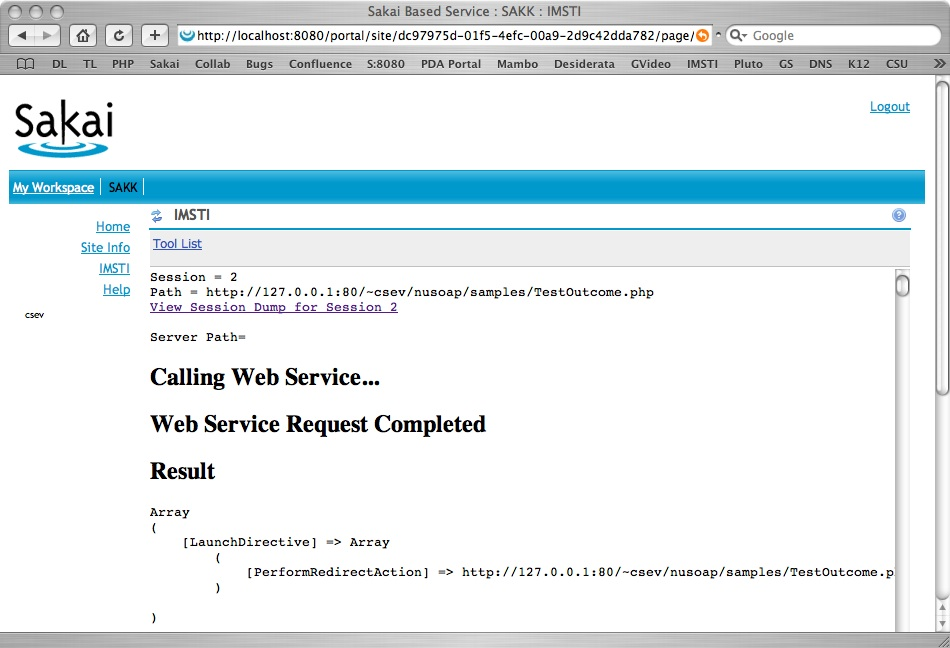 Sakai Based Service : SAKK : IMSTI
http://localhost:8080/portal/site/dc97975d-01f5-4efc-00a9-2d9c42dda782/page/
Google
DL TL PHP Sakai Collab Bugs Confluence S:8080 PDA Portal Mambo Desiderata GVideo IMSTI Pluto GS DNS K12 CSU
Sakai
Logout
My Workspace SAKK
IMSTI
Home
Site Info
IMSTI
Help
csev
Tool List
Session = 2
Path = http://127.0.0.1:80/~csev/nusoap/samples/TestOutcome.php
View Session Dump for Session 2
Server Path=
Calling Web Service...
Web Service Request Completed
Result
Array
(
[LaunchDirective] => Array
(
[PerformRedirectAction] => http://127.0.0.1:80/~csev/nusoap/samples/TestOutcome.p
)
)